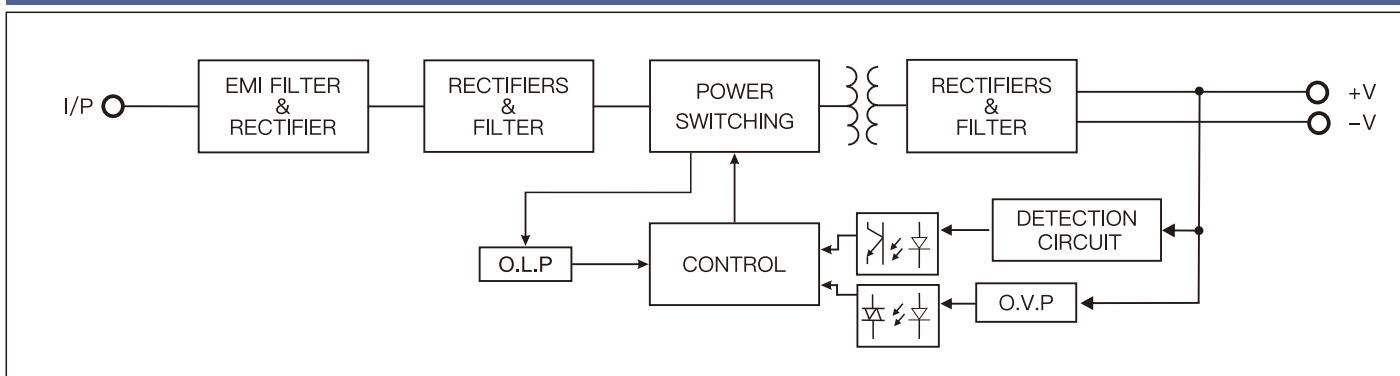 I/P
EMI FILTER
&
RECTIFIER
RECTIFIERS
&
FILTER
POWER
SWITCHING
RECTIFIERS
&
FILTER
+V
−V
O.L.P
CONTROL
DETECTION
CIRCUIT
O.V.P